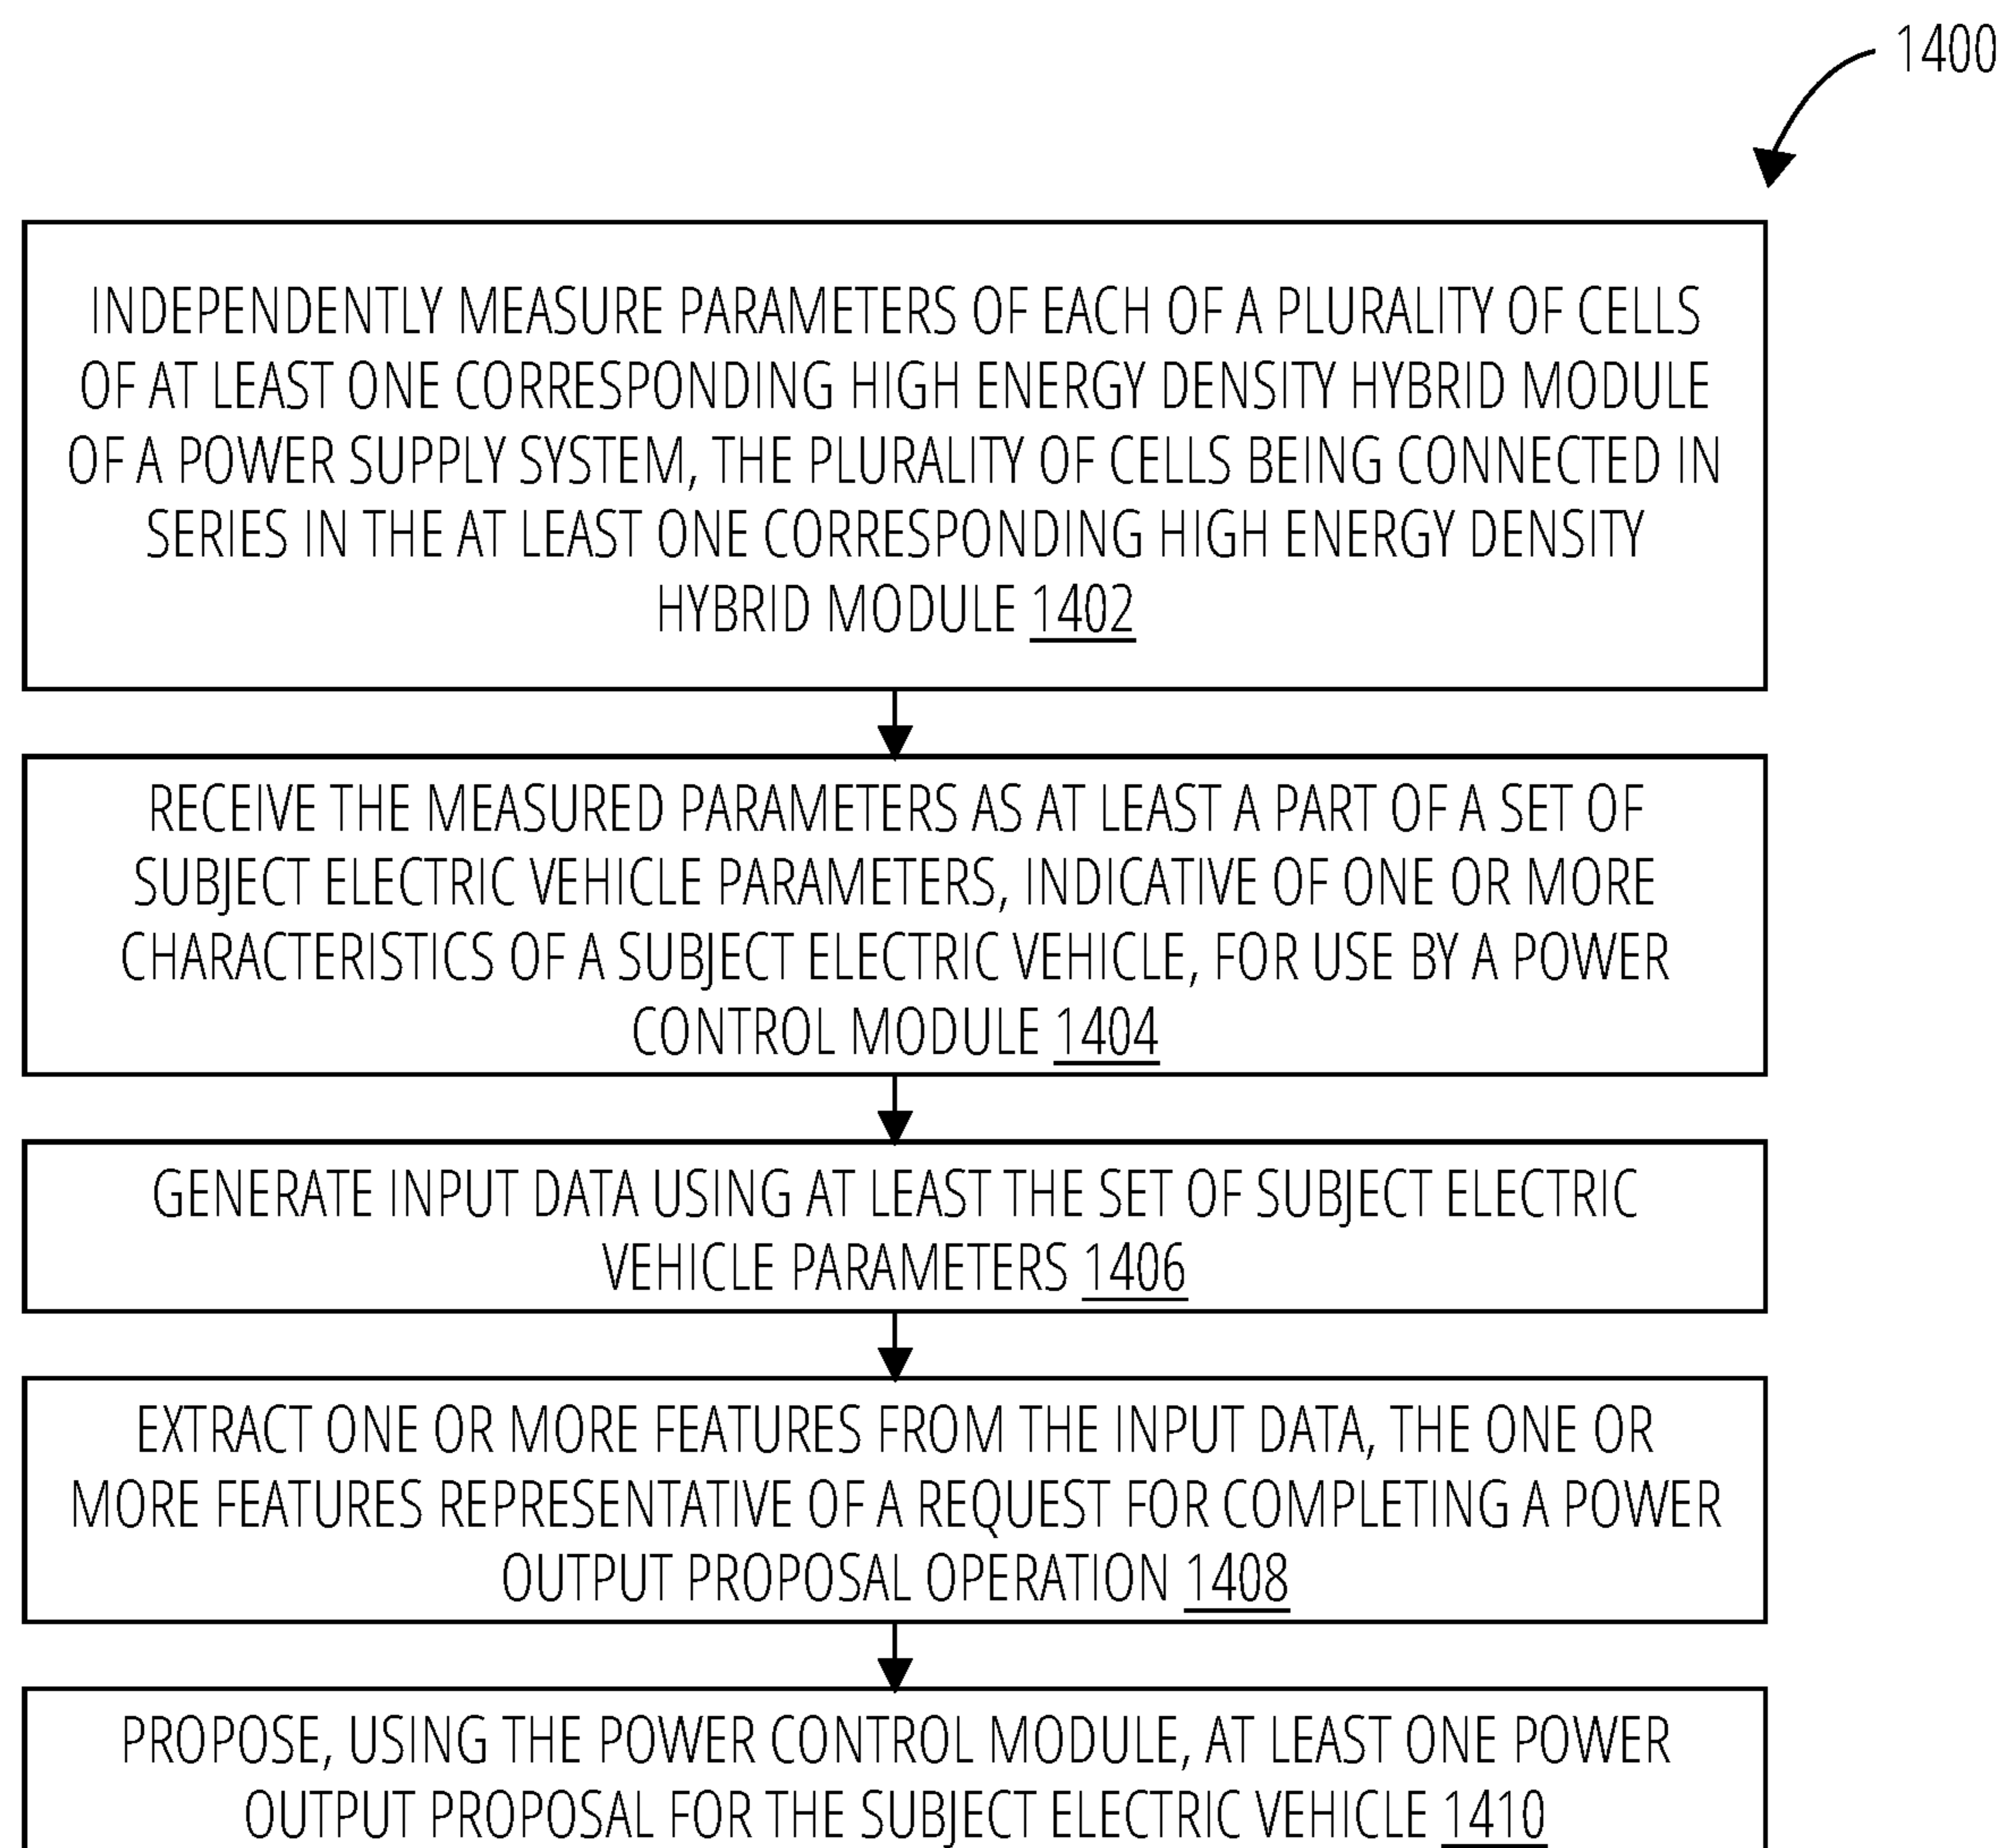 1400
INDEPENDENTLY MEASURE PARAMETERS OF EACH OF A PLURALITY OF CELLS
OF AT LEAST ONE CORRESPONDING HIGH ENERGY DENSITY HYBRID MODULE
OF A POWER SUPPLY SYSTEM, THE PLURALITY OF CELLS BEING CONNECTED IN
SERIES IN THE AT LEAST ONE CORRESPONDING HIGH ENERGY DENSITY
HYBRID MODULE 1402
RECEIVE THE MEASURED PARAMETERS AS AT LEAST A PART OF A SET OF
SUBJECT ELECTRIC VEHICLE PARAMETERS, INDICATIVE OF ONE OR MORE
CHARACTERISTICS OF A SUBJECT ELECTRIC VEHICLE, FOR USE BY A POWER
CONTROL MODULE 1404
GENERATE INPUT DATA USING AT LEAST THE SET OF SUBJECT ELECTRIC
VEHICLE PARAMETERS 1406
EXTRACT ONE OR MORE FEATURES FROM THE INPUT DATA, THE ONE OR
MORE FEATURES REPRESENTATIVE OF A REQUEST FOR COMPLETING A POWER
OUTPUT PROPOSAL OPERATION 1408
PROPOSE, USING THE POWER CONTROL MODULE, AT LEAST ONE POWER
OUTPUT PROPOSAL FOR THE SUBJECT ELECTRIC VEHICLE 1410